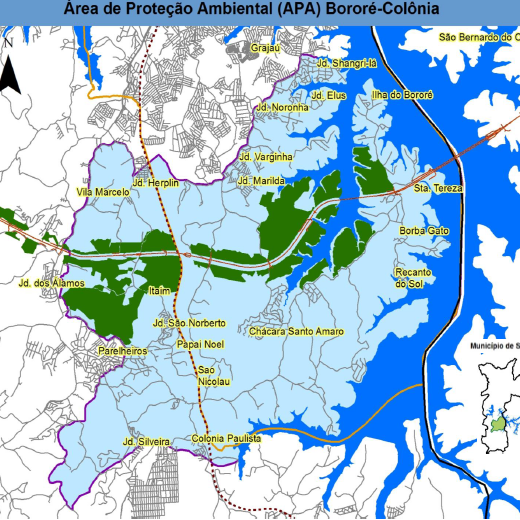 Área de Proteção Ambiental (APA) Bororé-Colônia
N
São Bernardo do C
Grajaú
Jd. Shangri-lá
Jd. Elus
Ilha do Bororé
Jd. Noronha
Jd. Varginha
Jd. Marilda
Jd. Herplin
Vila Marcelo
Sta. Tereza
Borba Gato
Recanto
do Sol
Jd. dos Álamos
Itaim
Jd. São Norberto
Chácara Santo Amaro
Papai Noel
Parelheiros
Sao
Nicolau
Jd. Silveira
Colonia Paulista
Município de S